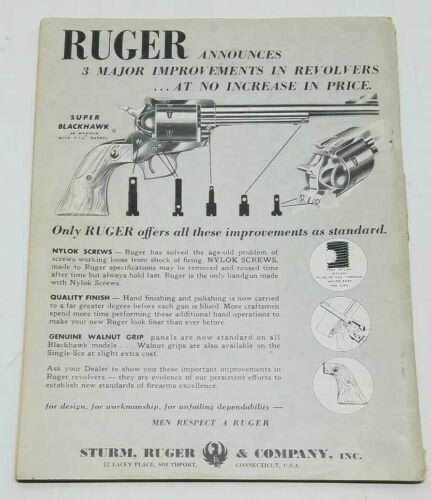 RUGER ANNOUNCES
3 MAJOR IMPROVEMENTS IN REVOLVERS
...AT NO INCREASE IN PRICE.
SUPER
BLACKHAWK
.44 MAGNUM
WITH 7½" BARREL
Only RUGER offers all these improvements as standard.
NYLOK SCREWS — Ruger has solved the age-old problem of
screws working loose from shock of firing. NYLOK SCREWS,
made to Ruger specifications may be removed and reused time
after time but always hold fast. Ruger is the only handgun made
with Nylok Screws.
QUALITY FINISH — Hand finishing and polishing is now carried
to a far greater degree before each gun is blued. More craftsmen
spend more time performing these additional hand operations to
make your new Ruger look finer than ever before.
GENUINE WALNUT GRIP panels are now standard on all
Blackhawk models .... Walnut grips are also available on the
Single-Six at slight extra cost.
Ask your Dealer to show you these important improvements in
Ruger revolvers — they are evidence of our persistent efforts to
establish new standards of firearms excellence.
for design, for workmanship, for unfailing dependability —
MEN RESPECT A RUGER
STURM, RUGER & COMPANY, INC.
12 LACEY PLACE, SOUTHPORT, CONNECTICUT, U.S.A.